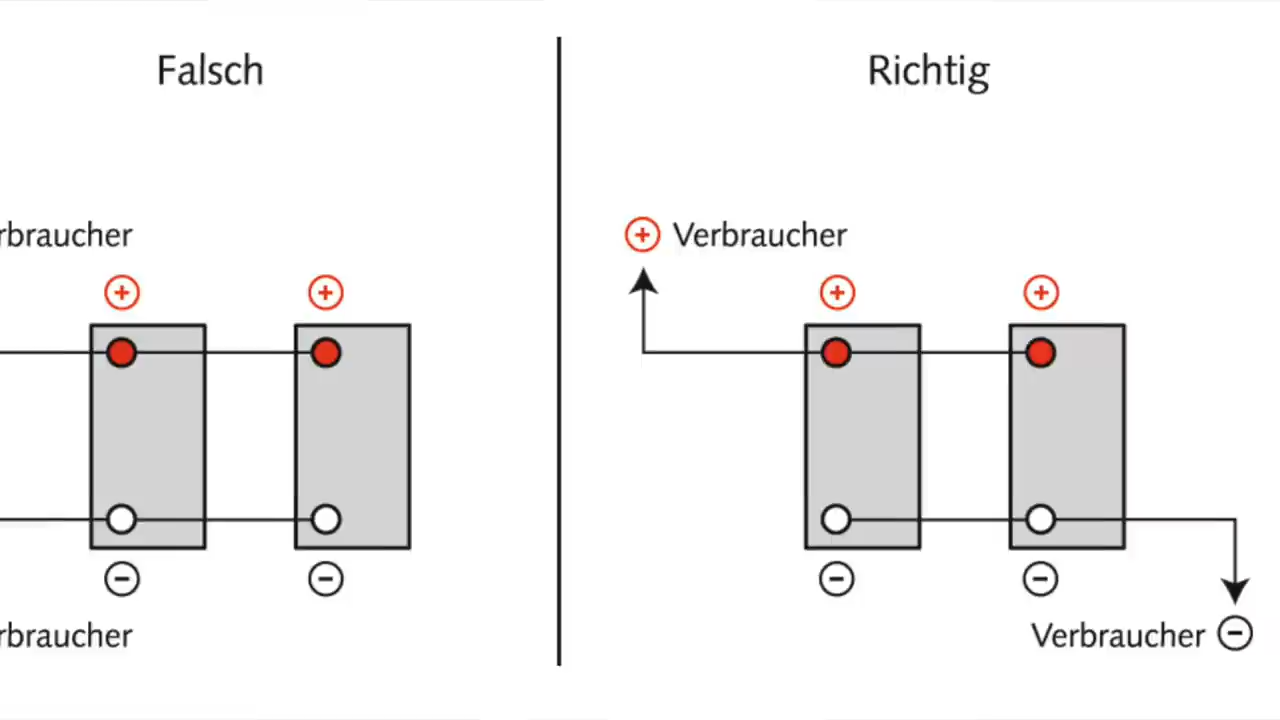 Falsch
rbraucher
+
+
−
−
rbraucher
Richtig
+ Verbraucher
+
+
−
−
Verbraucher −